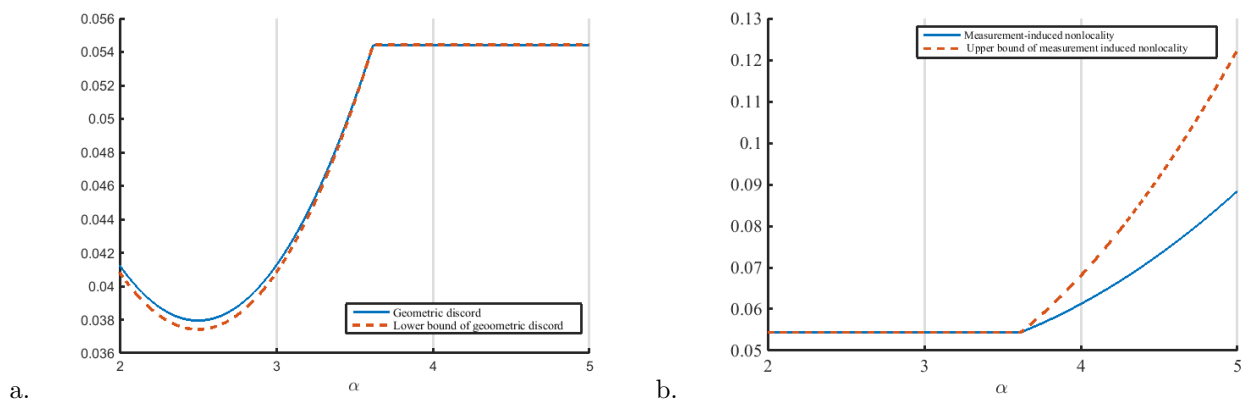 0.056
0.054
0.052
0.05
0.048
0.046
0.044
0.042
0.04
0.038
0.036
Geometric discord
Lower bound of geoometric discord
2 3 4 5
α
a.
0.13
0.12
0.11
0.1
0.09
0.08
0.07
0.06
0.05
Measurement-induced nonlocality
Upper bound of measurement induced nonlocality
2 3 4 5
α
b.